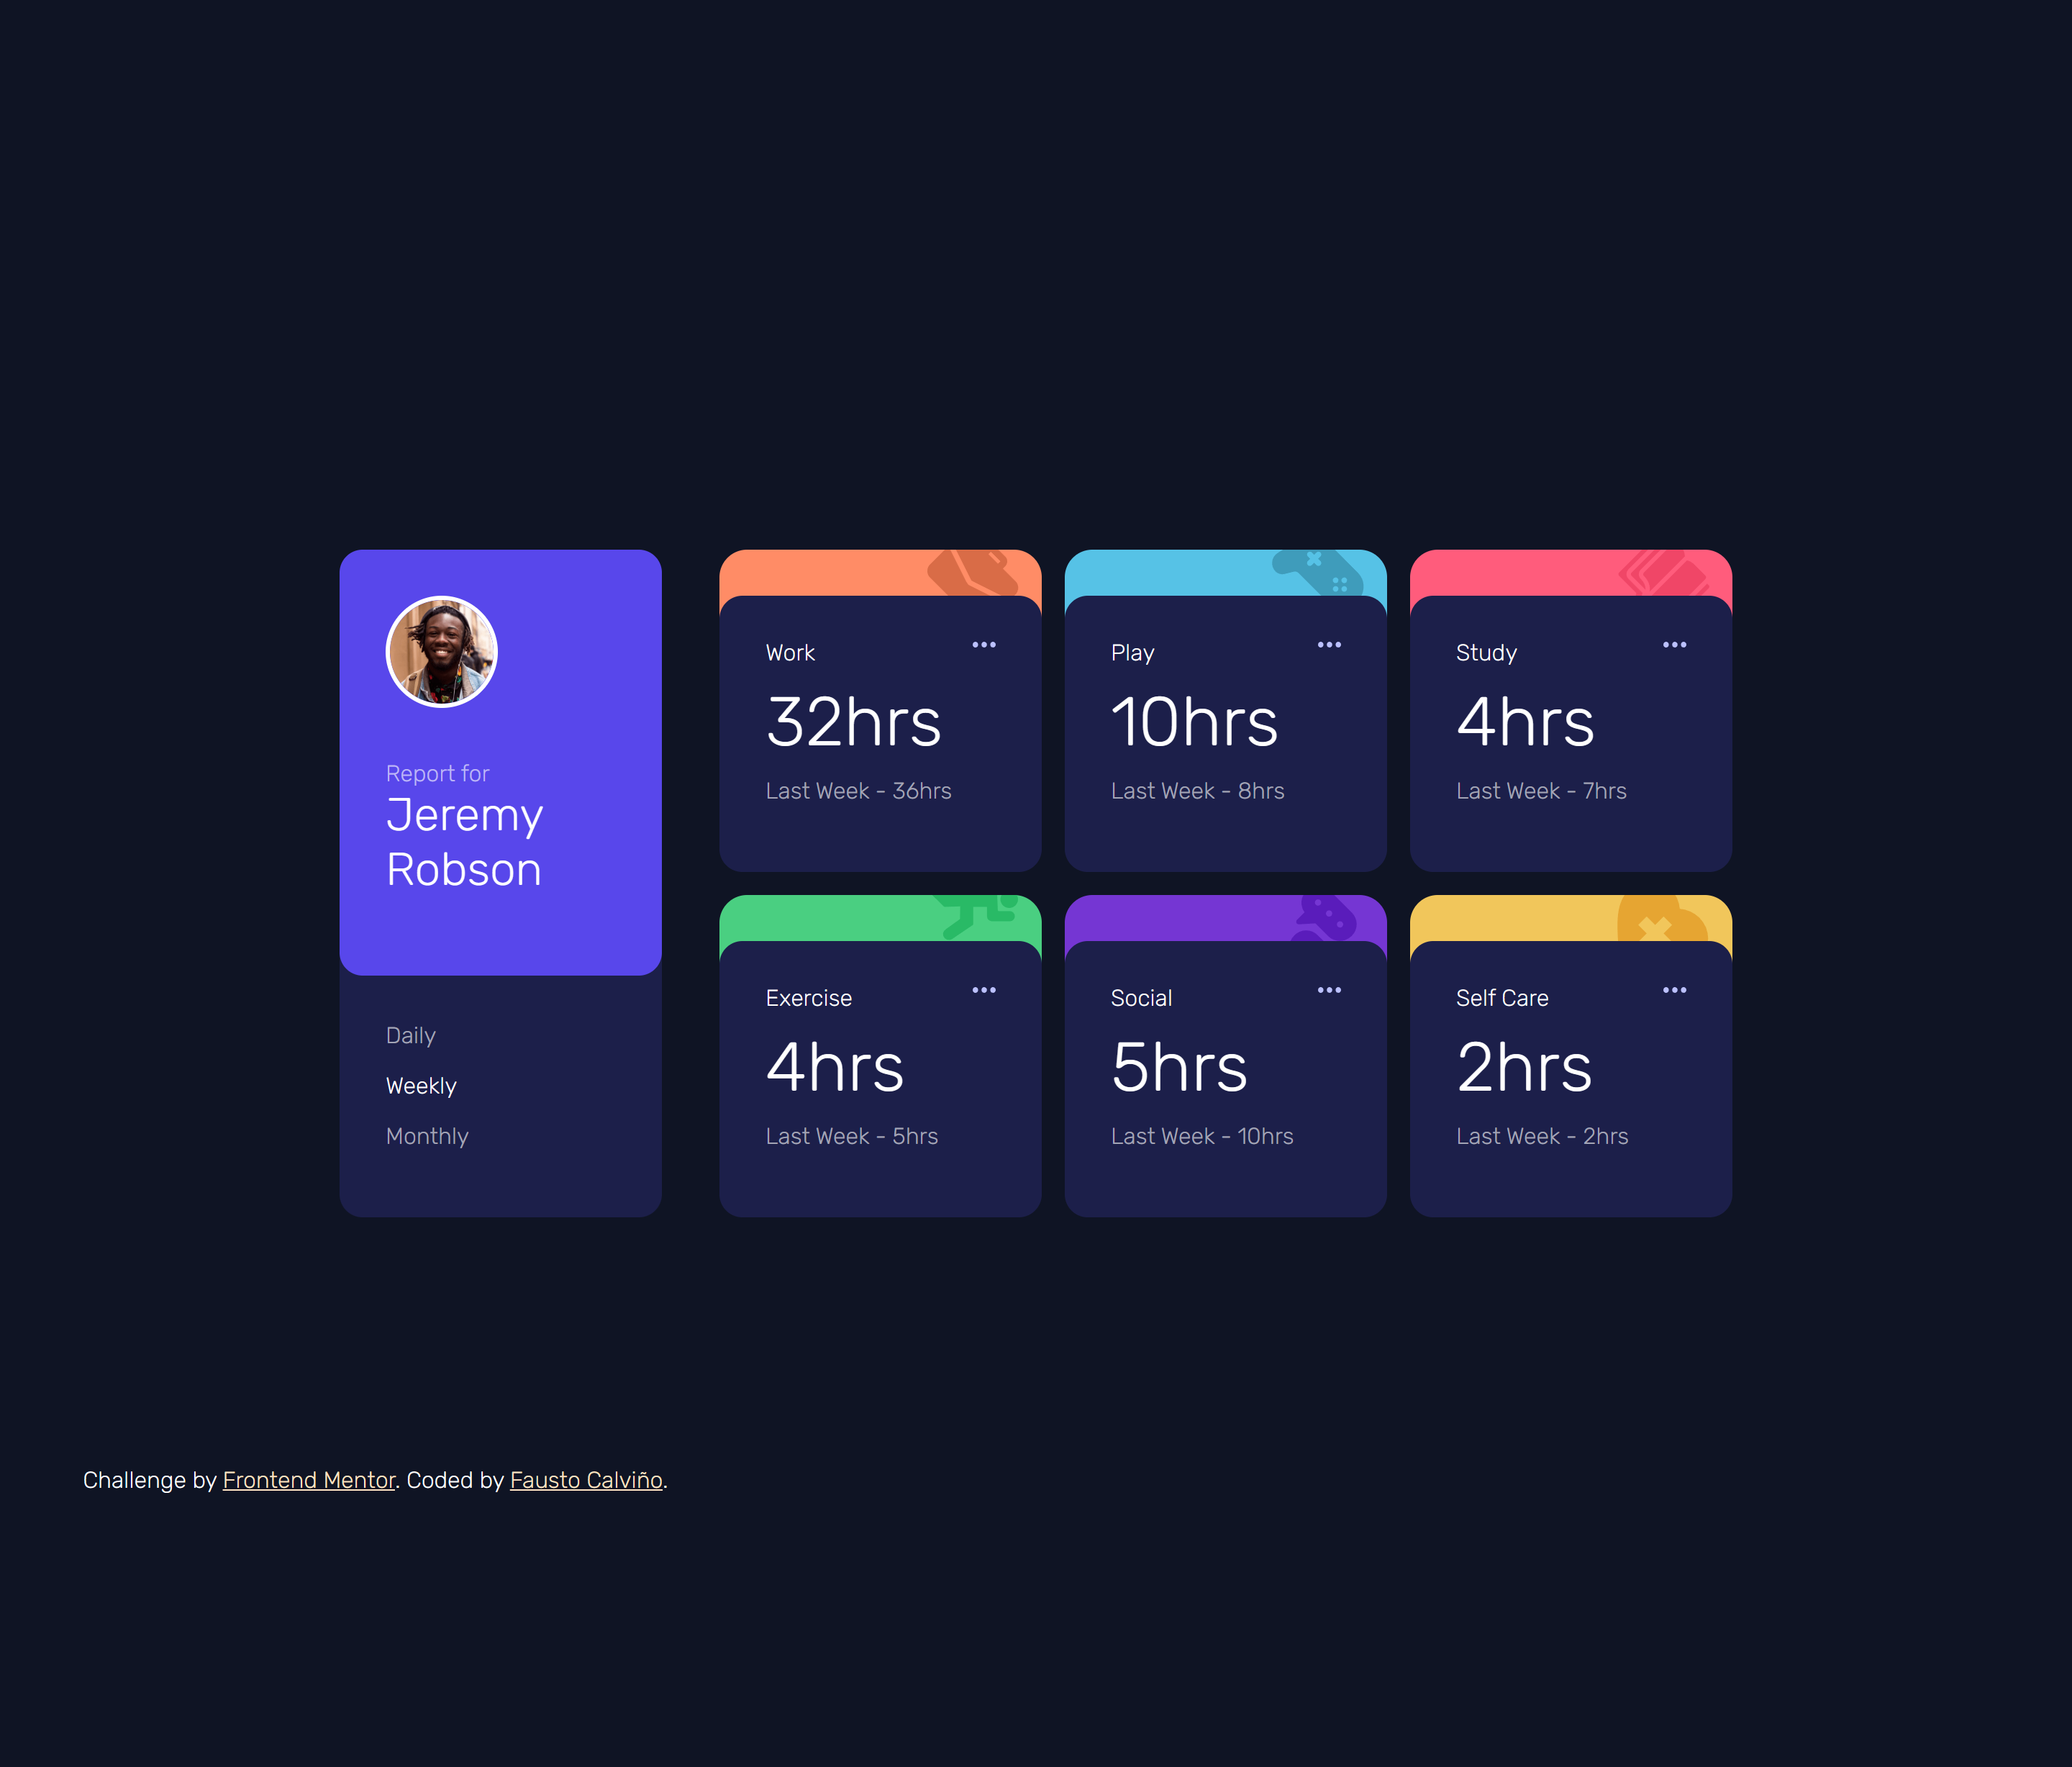 Report for
Jeremy
Robson
Daily
Weekly
Monthly
Work
32hrs
Last Week - 36hrs
Play
10hrs
Last Week - 8hrs
Study
4hrs
Last Week - 7hrs
Exercise
4hrs
Last Week - 5hrs
Social
5hrs
Last Week - 10hrs
Self Care
2hrs
Last Week - 2hrs
Challenge by Frontend Mentor. Coded by Fausto Calviño.